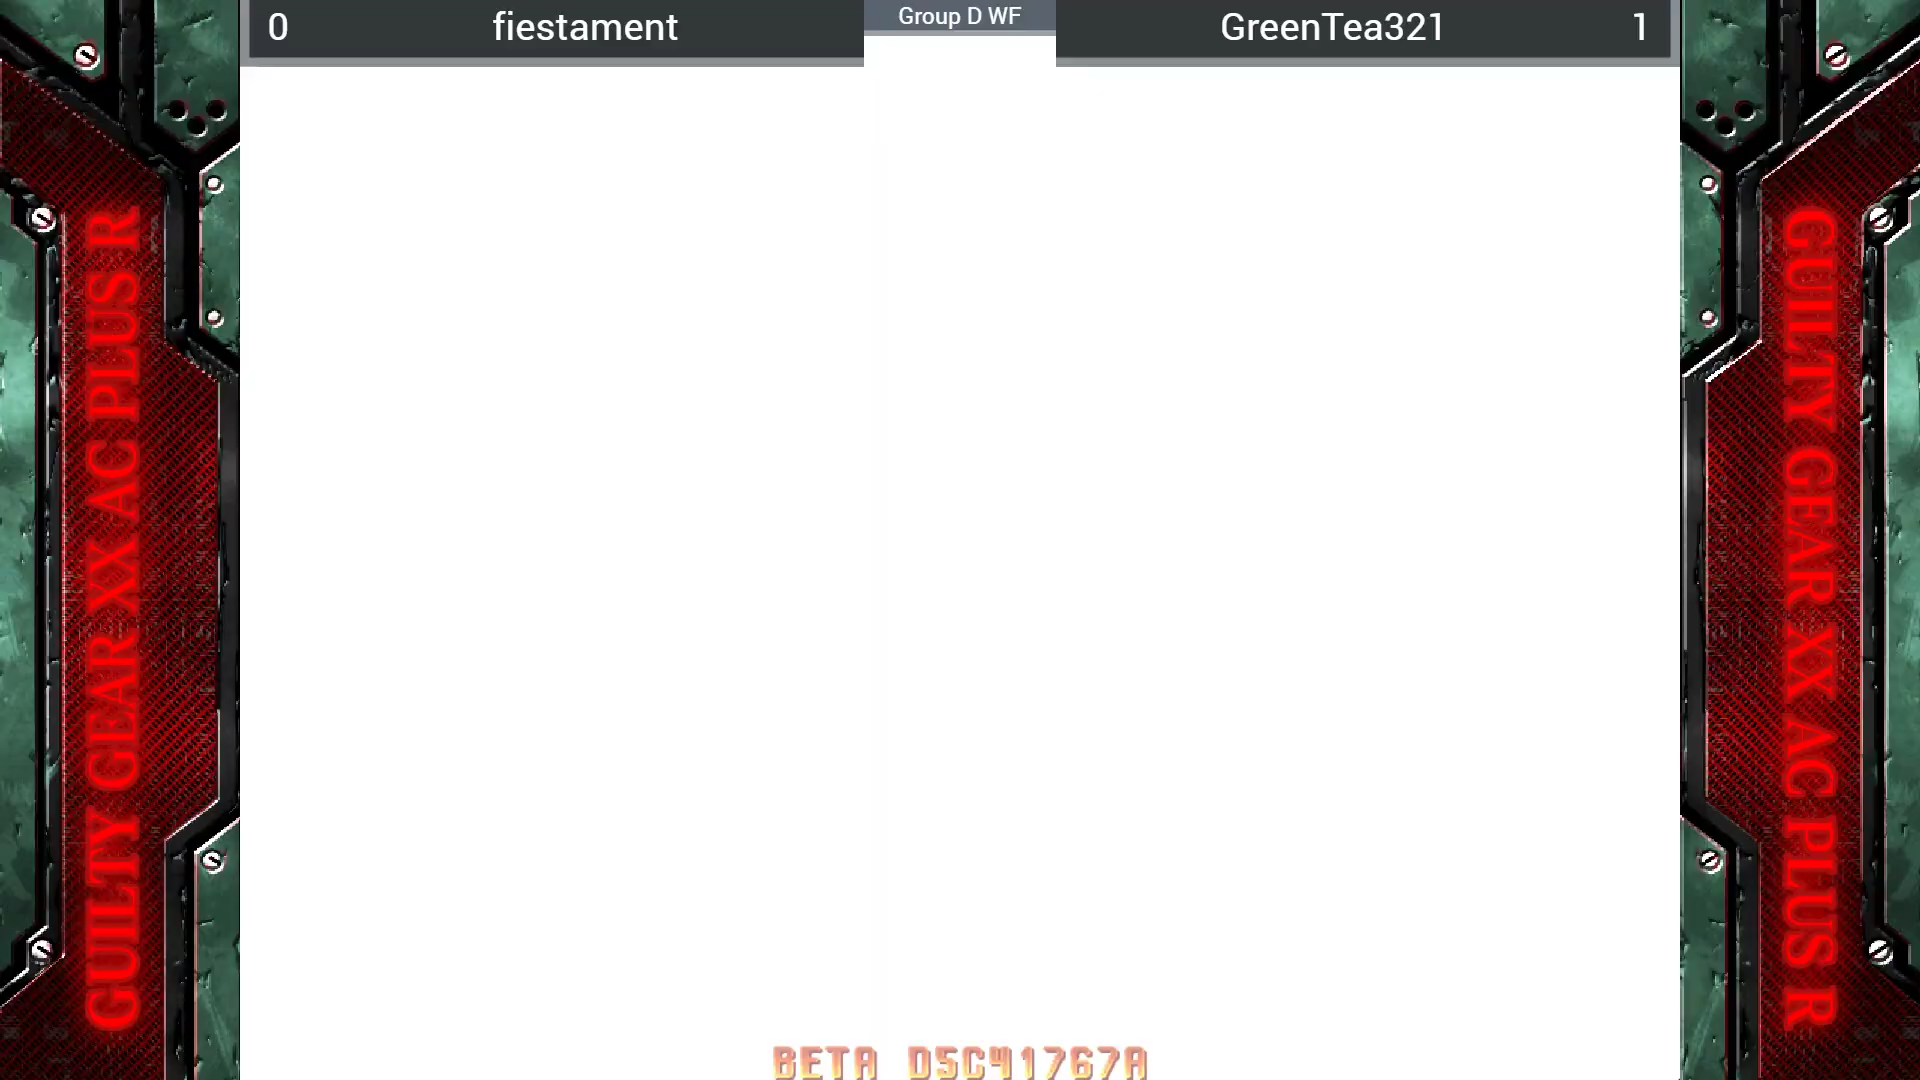 0 fiestament Group D WF GreenTea321 1
GUILTY GEAR XX AC PLUS R
GUILTY GEAR XX AC PLUS R
BETA D5C41767A